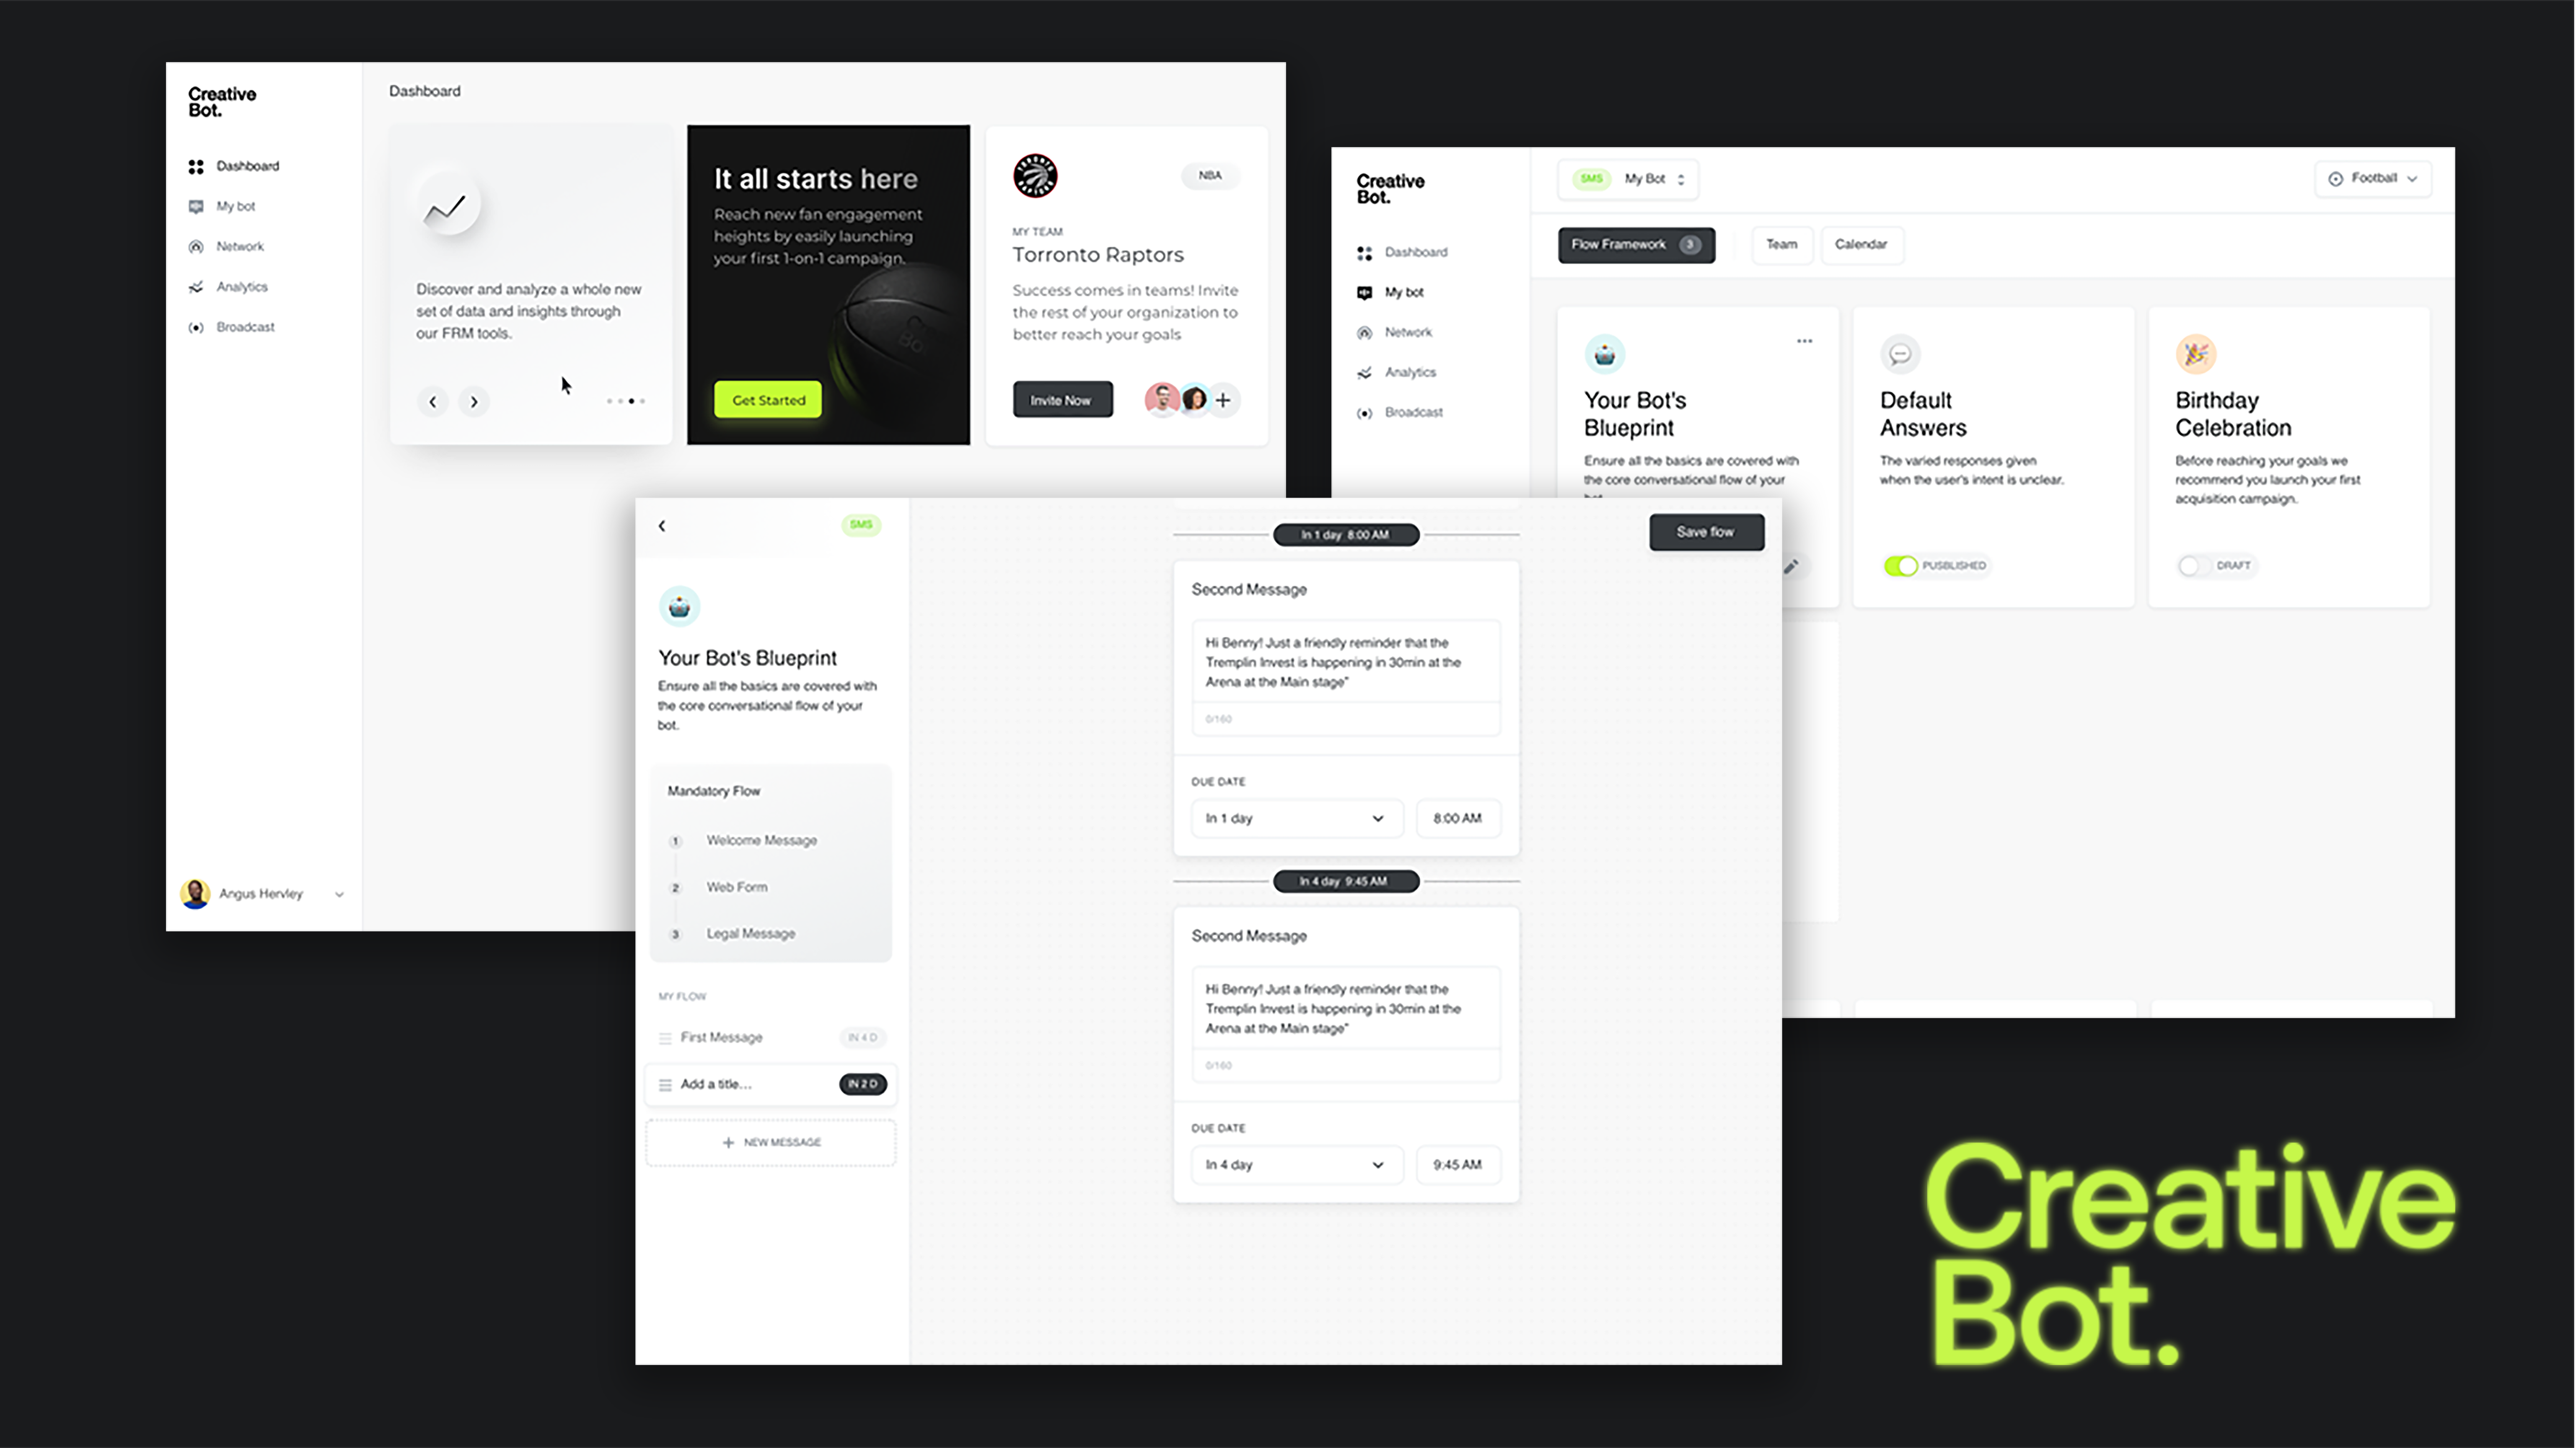 Creative
Bot.
Dashboard
My bot
Network
Analytics
Broadcast
Angus Hervley
Dashboard
Discover and analyze a whole new
set of data and insights through
our FRM tools.
It all starts here
Reach new fan engagement
heights by easily launching
your first 1-on-1 campaign.
Get Started
NBA
MY TEAM
Torronto Raptors
Success comes in teams! Invite
the rest of your organization to
better reach your goals
Invite Now
Creative
Bot.
Dashboard
My bot
Network
Analytics
Broadcast
SMS My Bot
Football
Flow Framework 3
Team
Calendar
Your Bot's
Blueprint
Ensure all the basics are covered with
the core conversational flow of your
Default
Answers
The varied responses given
when the user's intent is unclear.
PUSBLISHED
Birthday
Celebration
Before reaching your goals we
recommend you launch your first
acquisition campaign.
DRAFT
SMS
Your Bot's Blueprint
Ensure all the basics are covered with
the core conversational flow of your
bot.
Mandatory Flow
1 Welcome Message
2 Web Form
3 Legal Message
MY FLOW
First Message IN 4 D
Add a title... IN 2 D
+ NEW MESSAGE
Save flow
In 1 day 8:00 AM
Second Message
Hi Benny! Just a friendly reminder that the
Tremplin Invest is happening in 30min at the
Arena at the Main stage"
0/160
DUE DATE
In 1 day
8:00 AM
In 4 day 9:45 AM
Second Message
Hi Benny! Just a friendly reminder that the
Tremplin Invest is happening in 30min at the
Arena at the Main stage"
0/160
DUE DATE
In 4 day
9:45 AM
Creative
Bot.